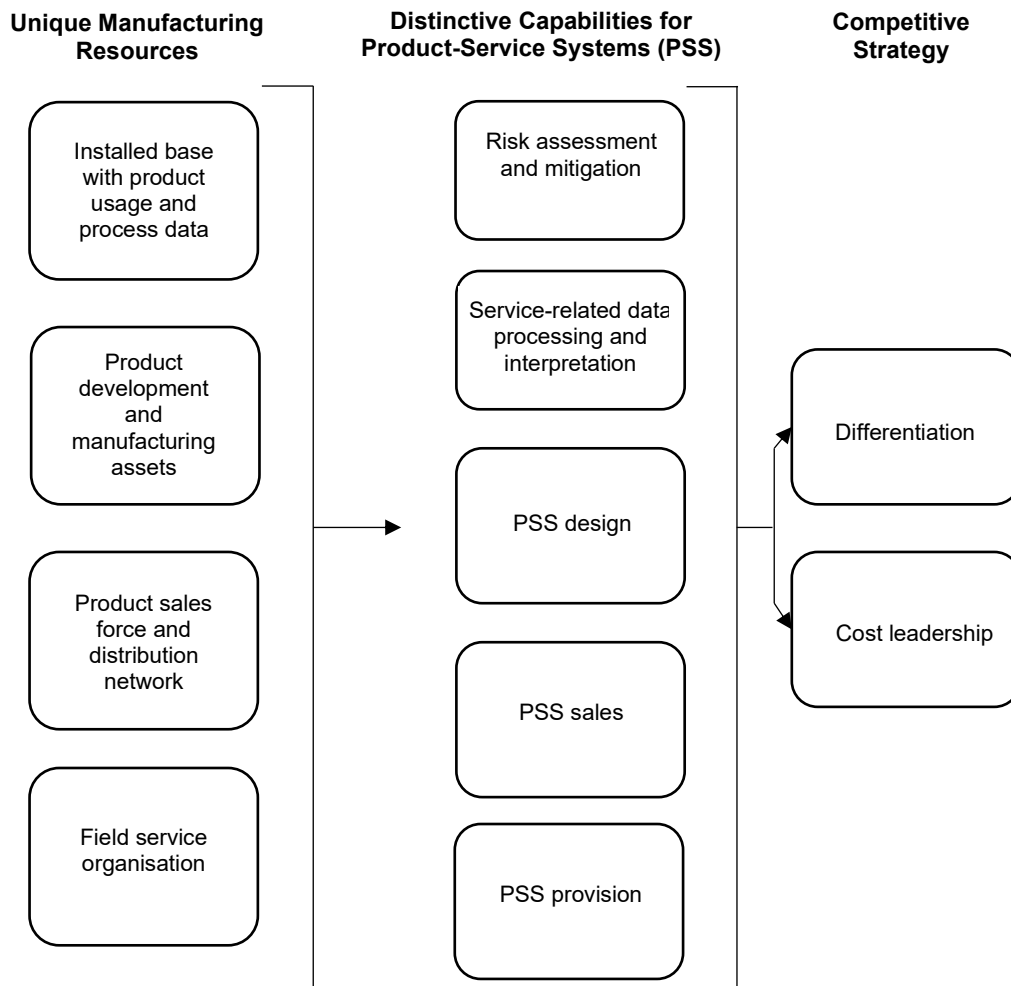 Unique Manufacturing
Resources
Distinctive Capabilities for
Product-Service Systems (PSS)
Competitive
Strategy
Installed base
with product
usage and
process data
Product
development
and
manufacturing
assets
Product sales
force and
distribution
network
Field service
organisation
Risk assessment
and mitigation
Service-related data
processing and
interpretation
PSS design
PSS sales
PSS provision
Differentiation
Cost leadership